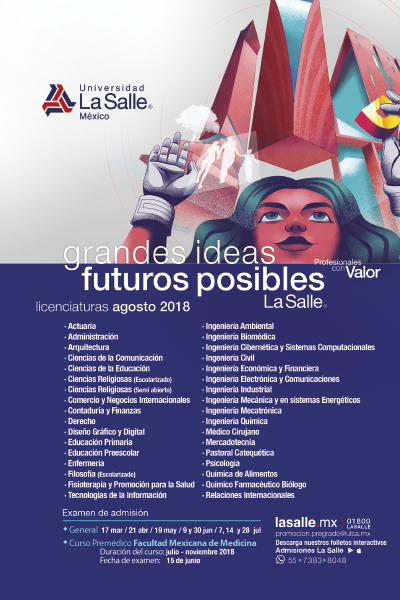 Universidad
La Salle®
México
grandes ideas
futuros posibles
La Salle®
Profesionales
con Valor
licenciaturas agosto 2018
· Actuaría
· Administración
· Arquitectura
· Ciencias de la Comunicación
· Ciencias de la Educación
· Ciencias Religiosas (Escolarizado)
· Ciencias Religiosas (Semi abierto)
· Comercio y Negocios Internacionales
· Contaduría y Finanzas
· Derecho
· Diseño Gráfico y Digital
· Educación Primaria
· Educación Preescolar
· Enfermería
· Filosofía (Escolarizado)
· Fisioterapia y Promoción para la Salud
· Tecnologías de la Información
· Ingeniería Ambiental
· Ingeniería Biomédica
· Ingeniería Cibernética y Sistemas Computacionales
· Ingeniería Civil
· Ingeniería Económica y Financiera
· Ingeniería Electrónica y Comunicaciones
· Ingeniería Industrial
· Ingeniería Mecánica y en sistemas Energéticos
· Ingeniería Mecatrónica
· Ingeniería Química
· Médico Cirujano
· Mercadotecnia
· Pastoral Catequética
· Psicología
· Química de Alimentos
· Químico Farmacéutico Biólogo
· Relaciones Internacionales
Examen de admisión
• General 17 mar / 21 abr / 19 may / 9 y 30 jun / 7, 14 y 28 jul
• Curso Premédico Facultad Mexicana de Medicina
Duración del curso: julio - noviembre 2018
Fecha de examen: 15 de junio
lasalle.mx | 01800 LASALLE
promocion.pregrado@ulsa.mx
Descarga nuestros folletos interactivos
Admisiones La Salle
55•7383•8048